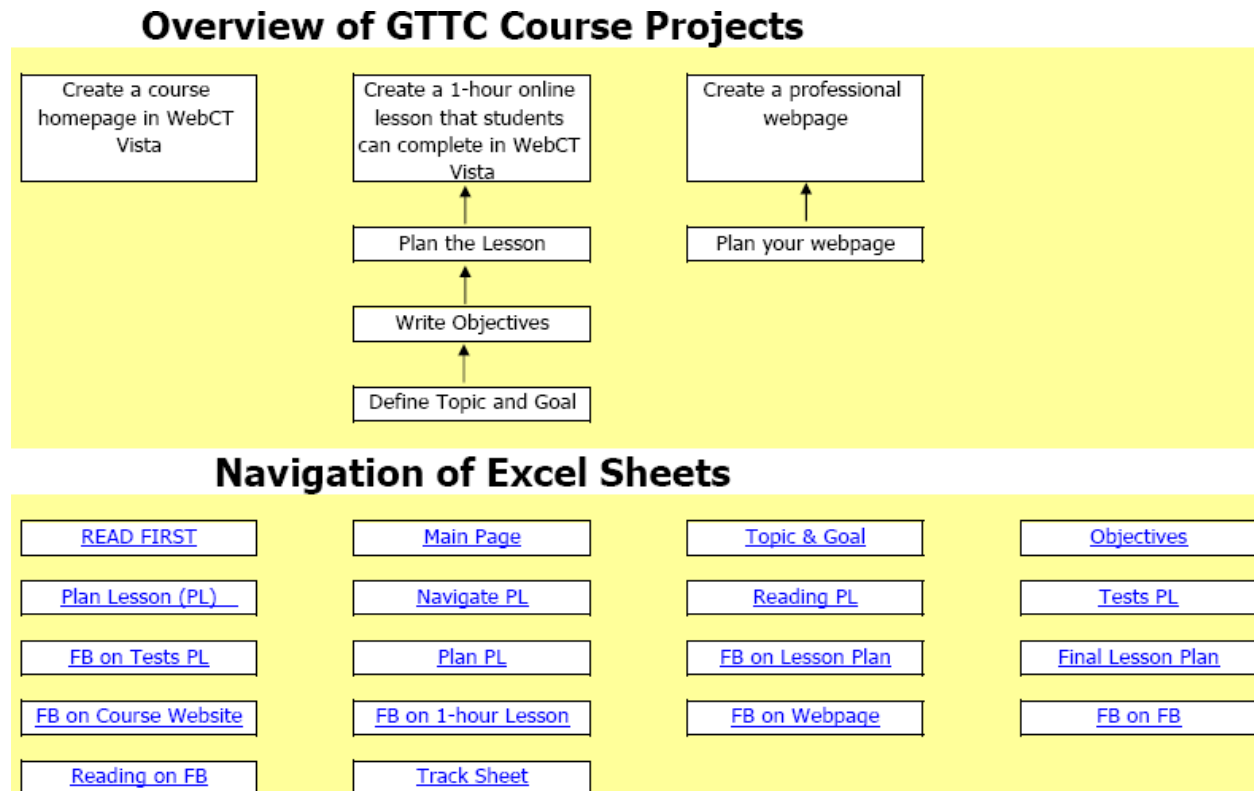 Overview of GTTC Course Projects
Create a course
homepage in WebCT
Vista
Create a 1-hour online
lesson that students
can complete in WebCT
Vista
Create a professional
webpage
Plan the Lesson
Plan your webpage
Write Objectives
Define Topic and Goal
Navigation of Excel Sheets
READ FIRST
Main Page
Topic & Goal
Objectives
Plan Lesson (PL)
Navigate PL
Reading PL
Tests PL
FB on Tests PL
Plan PL
FB on Lesson Plan
Final Lesson Plan
FB on Course Website
FB on 1-hour Lesson
FB on Webpage
FB on FB
Reading on FB
Track Sheet